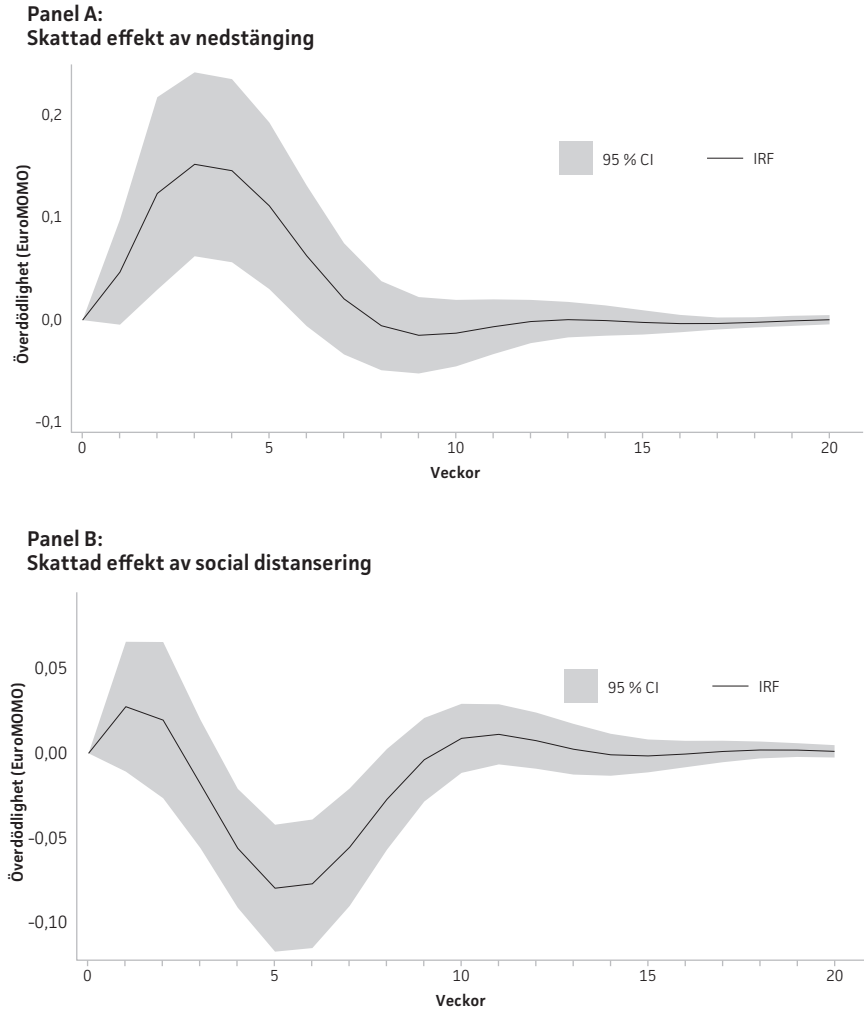 Panel A:
Skattad effekt av nedstänging
0,2
0,1
0,0
-0,1
Överdödlighet (EuroMOMO)
95 % CI
IRF
0 5 10 15 20
Veckor
Panel B:
Skattad effekt av social distansering
0,05
0,00
-0,05
-0,10
Överdödlighet (EuroMOMO)
95 % CI
IRF
0 5 10 15 20
Veckor